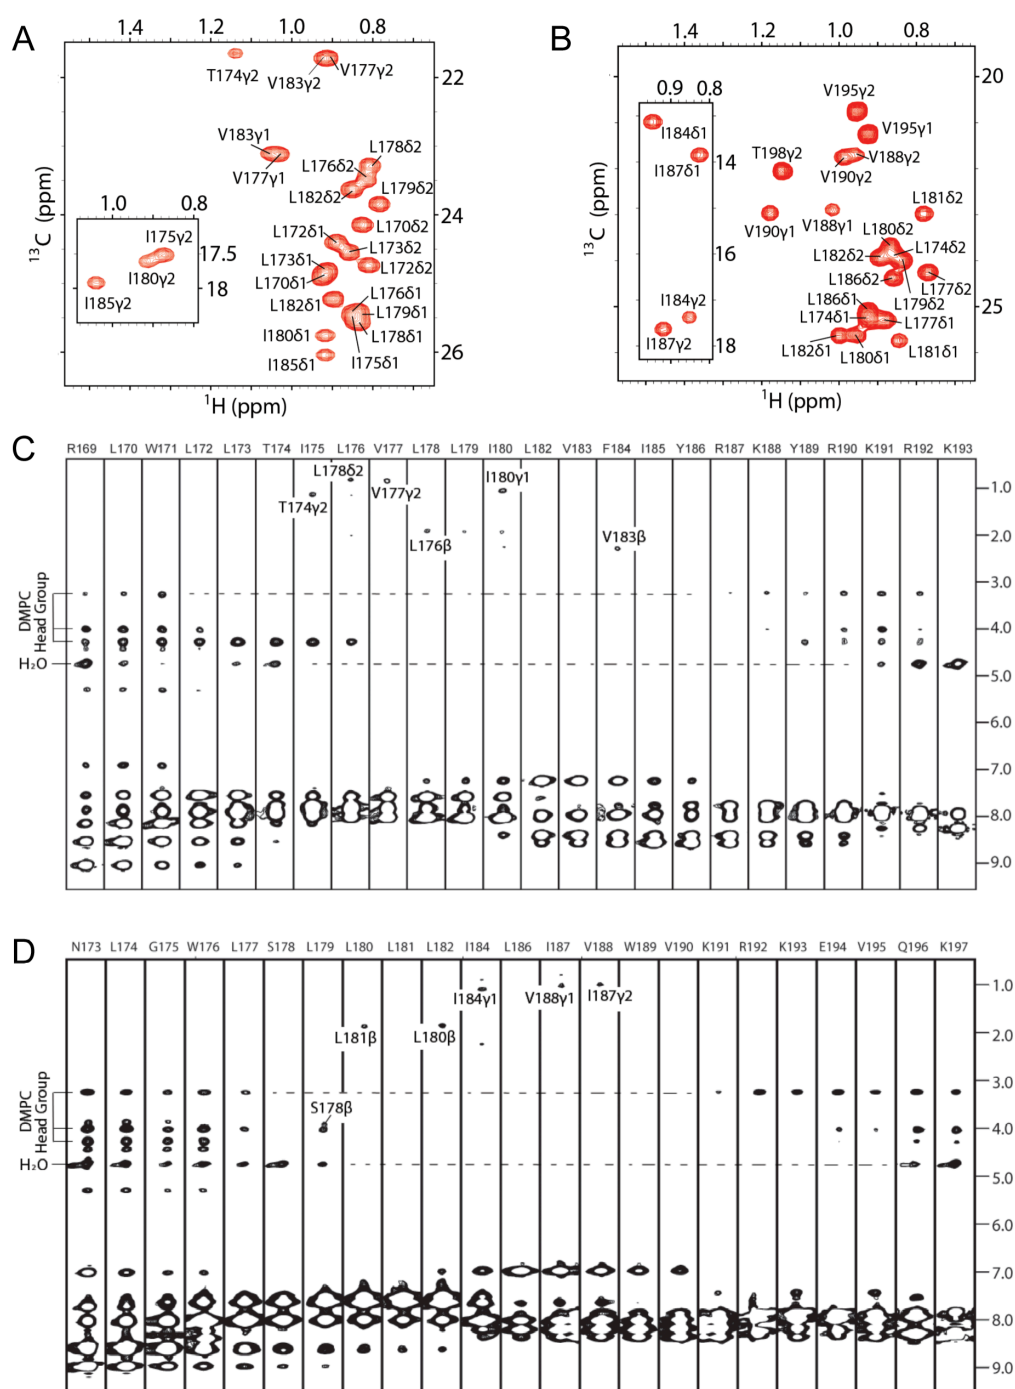 A
1.4 1.2 1.0 0.8
T174γ2
V183γ2
V177γ2
22
V183γ1
V177γ1
L178δ2
L176δ2
L179δ2
L182δ2
24
L170δ2
L172δ1
L173δ2
L173δ1
L172δ2
L170δ1
L182δ1
L176δ1
L179δ1
I180δ1
L178δ1
I185δ1
I175δ1
26
1.0 0.8
I175γ2
17.5
I180γ2
18
I185γ2
¹³C (ppm)
¹H (ppm)
B
1.4 1.2 1.0 0.8
20
V195γ2
V195γ1
T198γ2
V188γ2
V190γ2
L181δ2
V190γ1
V188γ1
L180δ2
L182δ2
L174δ2
L186δ2
L177δ2
L179δ2
25
L186δ1
L174δ1
L177δ1
L182δ1
L181δ1
L180δ1
0.9 0.8
I184δ1
14
I187δ1
16
I184γ2
I187γ2
18
¹³C (ppm)
¹H (ppm)
C
R169 L170 W171 L172 L173 T174 I175 L176 V177 L178 L179 I180 L182 V183 F184 I185 Y186 R187 K188 Y189 R190 K191 R192 K193
L178δ2
T174γ2
V177γ2
I180γ1
L176β
V183β
DMPC
Head Group
H₂O
1.0
2.0
3.0
4.0
5.0
6.0
7.0
8.0
9.0
D
N173 L174 G175 W176 L177 S178 L179 L180 L181 L182 I184 L186 I187 V188 W189 V190 K191 R192 K193 E194 V195 Q196 K197
I184γ1
V188γ1
I187γ2
L181β
L180β
S178β
DMPC
Head Group
H₂O
1.0
2.0
3.0
4.0
5.0
6.0
7.0
8.0
9.0